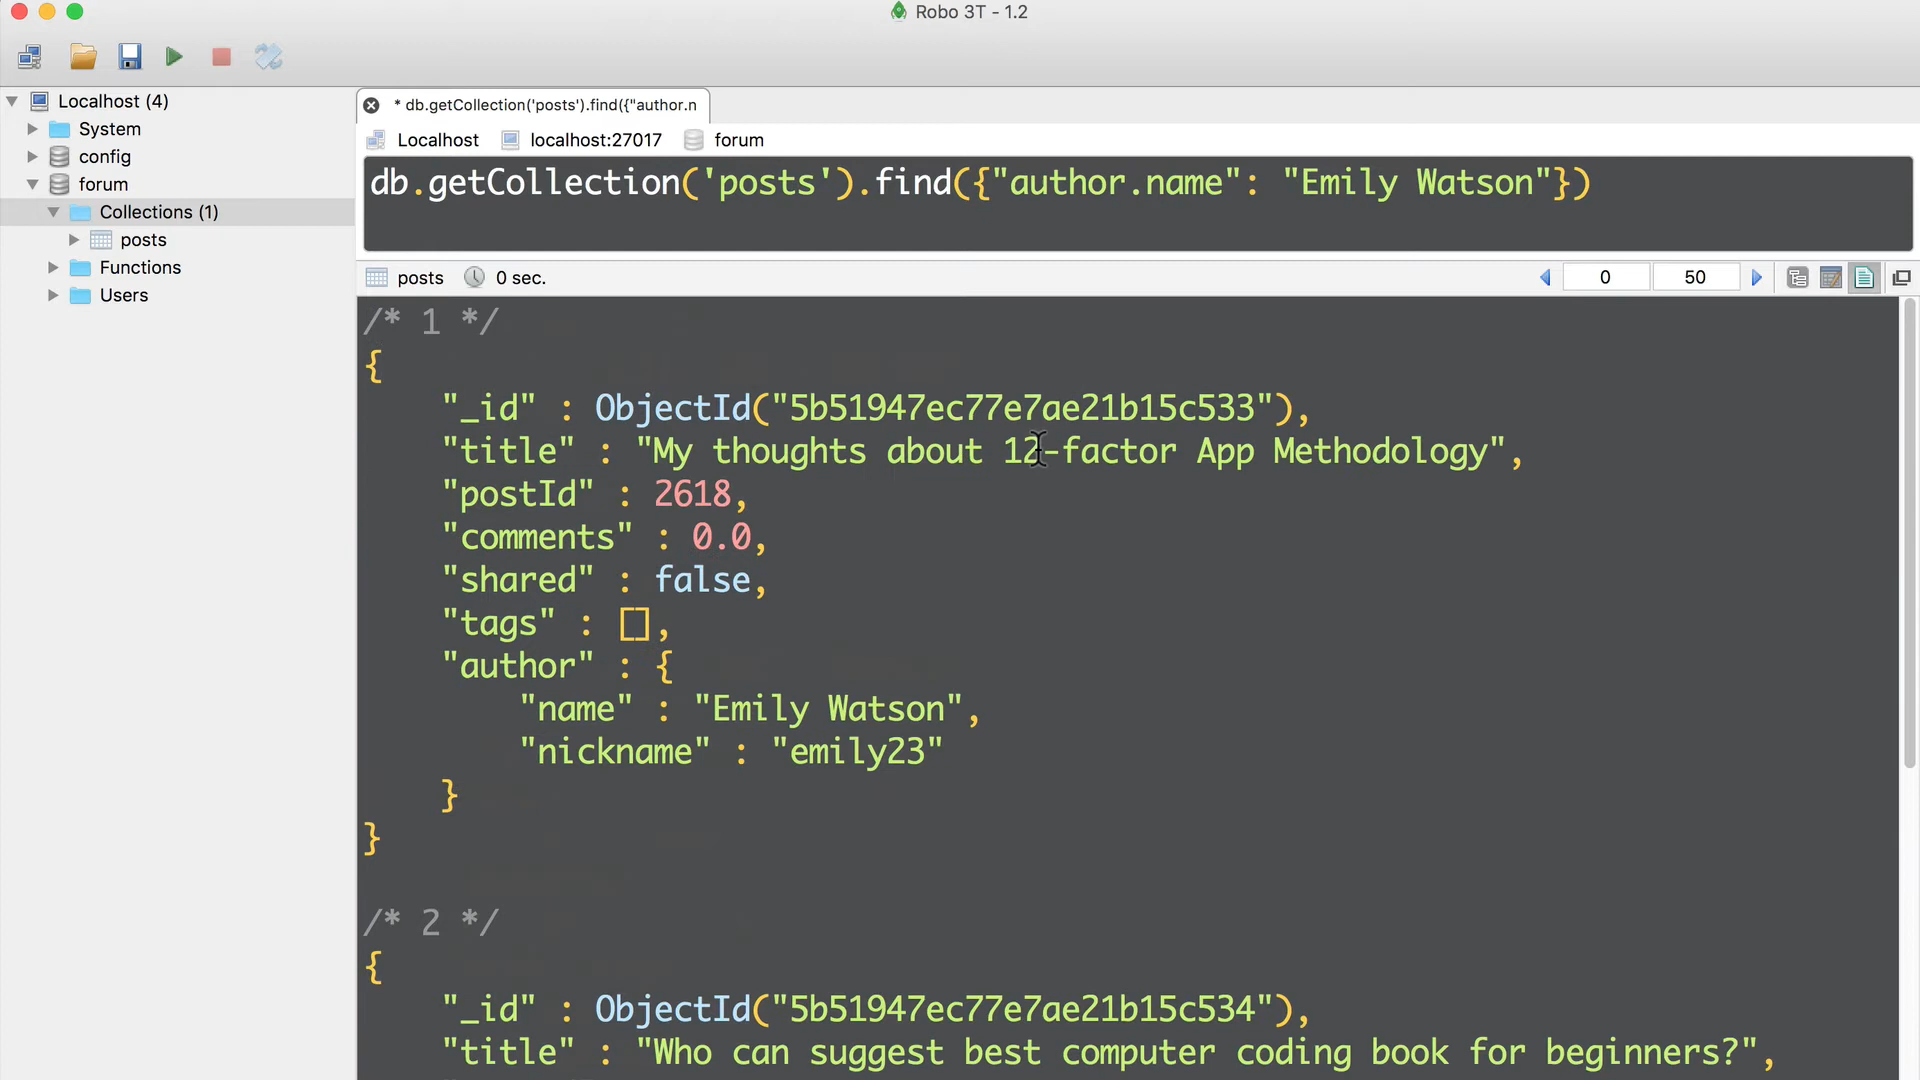 Robo 3T - 1.2
Localhost (4)
System
config
forum
Collections (1)
posts
Functions
Users
* db.getCollection('posts').find({"author.n
Localhost localhost:27017 forum
db.getCollection('posts').find({"author.name": "Emily Watson"})
posts 0 sec. 0 50
/* 1 */
{
"_id" : ObjectId("5b51947ec77e7ae21b15c533"),
"title" : "My thoughts about 12-factor App Methodology",
"postId" : 2618,
"comments" : 0.0,
"shared" : false,
"tags" : [],
"author" : {
"name" : "Emily Watson",
"nickname" : "emily23"
}
}
/* 2 */
{
"_id" : ObjectId("5b51947ec77e7ae21b15c534"),
"title" : "Who can suggest best computer coding book for beginners?",